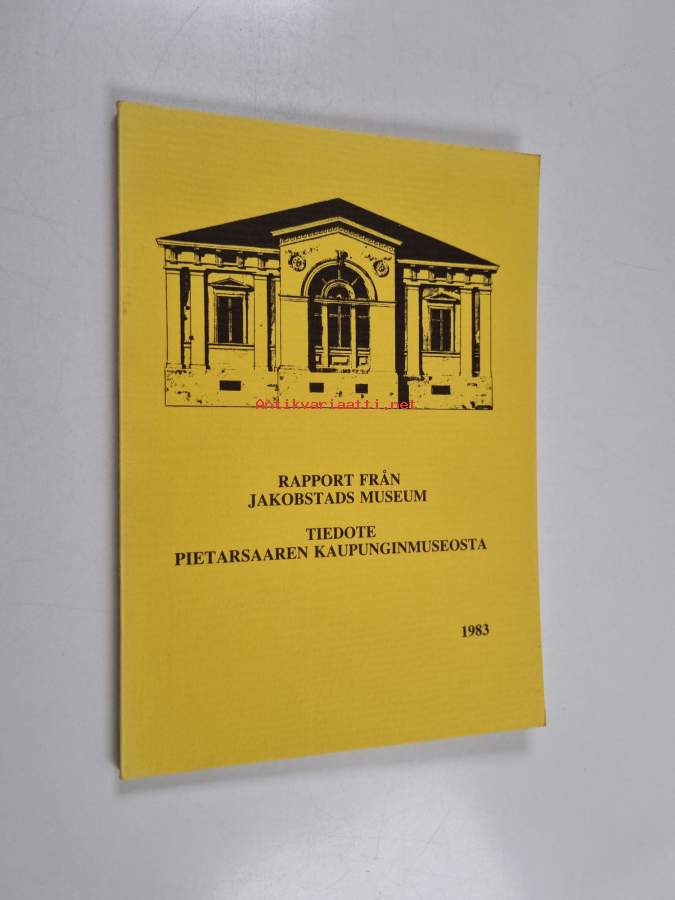 Antikvariaatti.net
RAPPORT FRÅN
JAKOBSTADS MUSEUM
TIEDOTE
PIETARSAAREN KAUPUNGINMUSEOSTA
1983